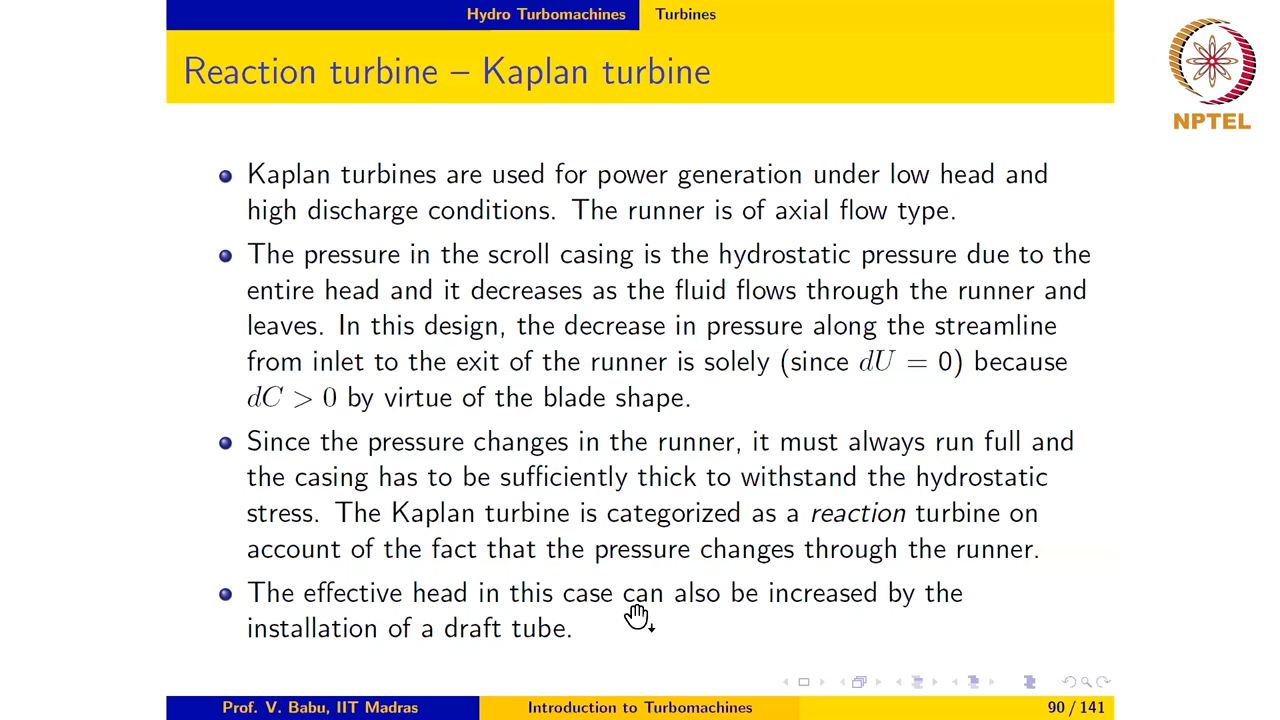 Hydro Turbomachines Turbines
Reaction turbine – Kaplan turbine
NPTEL
Kaplan turbines are used for power generation under low head and
high discharge conditions. The runner is of axial flow type.
The pressure in the scroll casing is the hydrostatic pressure due to the
entire head and it decreases as the fluid flows through the runner and
leaves. In this design, the decrease in pressure along the streamline
from inlet to the exit of the runner is solely (since dU = 0) because
dC > 0 by virtue of the blade shape.
Since the pressure changes in the runner, it must always run full and
the casing has to be sufficiently thick to withstand the hydrostatic
stress. The Kaplan turbine is categorized as a reaction turbine on
account of the fact that the pressure changes through the runner.
The effective head in this case can also be increased by the
installation of a draft tube.
Prof. V. Babu, IIT Madras Introduction to Turbomachines 90 / 141